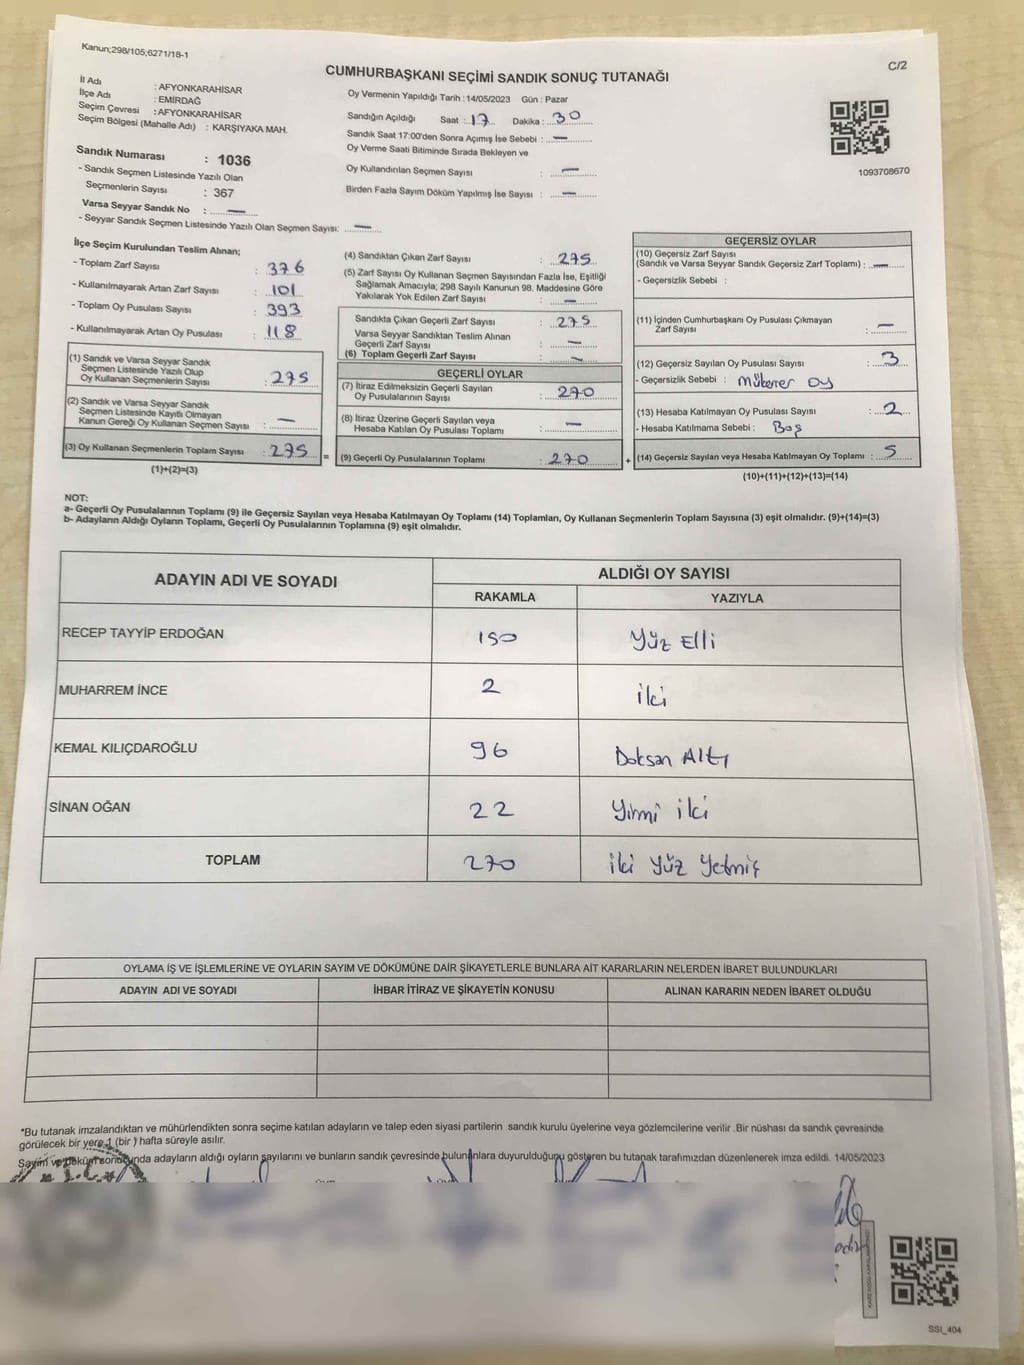 Kanun;298/105;6271/18-1
C/2
CUMHURBAŞKANI SEÇİMİ SANDIK SONUÇ TUTANAĞI
İl Adı : AFYONKARAHİSAR
İlçe Adı : EMİRDAĞ
Seçim Çevresi : AFYONKARAHİSAR
Seçim Bölgesi (Mahalle Adı) : KARŞIYAKA MAH.
Sandık Numarası : 1036
- Sandık Seçmen Listesinde Yazılı Olan
Seçmenlerin Sayısı : 367
Varsa Seyyar Sandık No : —
- Seyyar Sandık Seçmen Listesinde Yazılı Olan Seçmen Sayısı: —
Oy Vermenin Yapıldığı Tarih : 14/05/2023 Gün : Pazar
Sandığın Açıldığı Saat : 17 Dakika : 30
Sandık Saat 17:00'den Sonra Açımış İse Sebebi : —
Oy Verme Saati Bitiminde Sırada Bekleyen ve
Oy Kullandırılan Seçmen Sayısı : —
Birden Fazla Sayım Döküm Yapılmış İse Sayısı : —
1093708670
İlçe Seçim Kurulundan Teslim Alınan;
- Toplam Zarf Sayısı : 376
- Kullanılmayarak Artan Zarf Sayısı : 101
- Toplam Oy Pusulası Sayısı : 393
- Kullanılmayarak Artan Oy Pusulası : 118
(1) Sandık ve Varsa Seyyar Sandık
Seçmen Listesinde Yazılı Olup
Oy Kullanan Seçmenlerin Sayısı : 275
(2) Sandık ve Varsa Seyyar Sandık
Seçmen Listesinde Kayıtlı Olmayan
Kanun Gereği Oy Kullanan Seçmen Sayısı : —
(3) Oy Kullanan Seçmenlerin Toplam Sayısı : 275
(1)+(2)=(3)
=
(4) Sandıktan Çıkan Zarf Sayısı : 275
(5) Zarf Sayısı Oy Kullanan Seçmen Sayısından Fazla İse, Eşitliği
Sağlamak Amacıyla; 298 Sayılı Kanunun 98. Maddesine Göre
Yakılarak Yok Edilen Zarf Sayısı : —
Sandıkta Çıkan Geçerli Zarf Sayısı : 275
Varsa Seyyar Sandıktan Teslim Alınan
Geçerli Zarf Sayısı : —
(6) Toplam Geçerli Zarf Sayısı : —
GEÇERLİ OYLAR
(7) İtiraz Edilmeksizin Geçerli Sayılan
Oy Pusulalarının Sayısı : 270
(8) İtiraz Üzerine Geçerli Sayılan veya
Hesaba Katılan Oy Pusulası Toplamı : —
(9) Geçerli Oy Pusulalarının Toplamı : 270
+
GEÇERSİZ OYLAR
(10) Geçersiz Zarf Sayısı
(Sandık ve Varsa Seyyar Sandık Geçersiz Zarf Toplamı) : —
- Geçersizlik Sebebi :
(11) İçinden Cumhurbaşkanı Oy Pusulası Çıkmayan
Zarf Sayısı : —
(12) Geçersiz Sayılan Oy Pusulası Sayısı : 3
- Geçersizlik Sebebi : Mükerrer oy
(13) Hesaba Katılmayan Oy Pusulası Sayısı : 2
- Hesaba Katılmama Sebebi : Boş
(14) Geçersiz Sayılan veya Hesaba Katılmayan Oy Toplamı : 5
(10)+(11)+(12)+(13)=(14)
NOT:
a- Geçerli Oy Pusulalarının Toplamı (9) ile Geçersiz Sayılan veya Hesaba Katılmayan Oy Toplamı (14) Toplamları, Oy Kullanan Seçmenlerin Toplam Sayısına (3) eşit olmalıdır. (9)+(14)=(3)
b- Adayların Aldığı Oyların Toplamı, Geçerli Oy Pusulalarının Toplamına (9) eşit olmalıdır.
ADAYIN ADI VE SOYADI
ALDIĞI OY SAYISI
RAKAMLA YAZIYLA
RECEP TAYYİP ERDOĞAN 150 Yüz Elli
MUHARREM İNCE 2 iki
KEMAL KILIÇDAROĞLU 96 Doksan Altı
SİNAN OĞAN 22 Yirmi iki
TOPLAM 270 iki yüz yetmiş
OYLAMA İŞ VE İŞLEMLERİNE VE OYLARIN SAYIM VE DÖKÜMÜNE DAİR ŞİKAYETLERLE BUNLARA AİT KARARLARIN NELERDEN İBARET BULUNDUKLARI
ADAYIN ADI VE SOYADI İHBAR İTİRAZ VE ŞİKAYETİN KONUSU ALINAN KARARIN NEDEN İBARET OLDUĞU
*Bu tutanak imzalandıktan ve mühürlendikten sonra seçime katılan adayların ve talep eden siyasi partilerin sandık kurulu üyelerine veya gözlemcilerine verilir .Bir nüshası da sandık çevresinde
görülecek bir yere 1 (bir ) hafta süreyle asılır.
Sayım ve döküm sonucunda adayların aldığı oyların sayılarını ve bunların sandık çevresinde bulunanlara duyurulduğunu gösteren bu tutanak tarafımızdan düzenlenerek imza edildi. 14/05/2023
T.C.
SSI_404